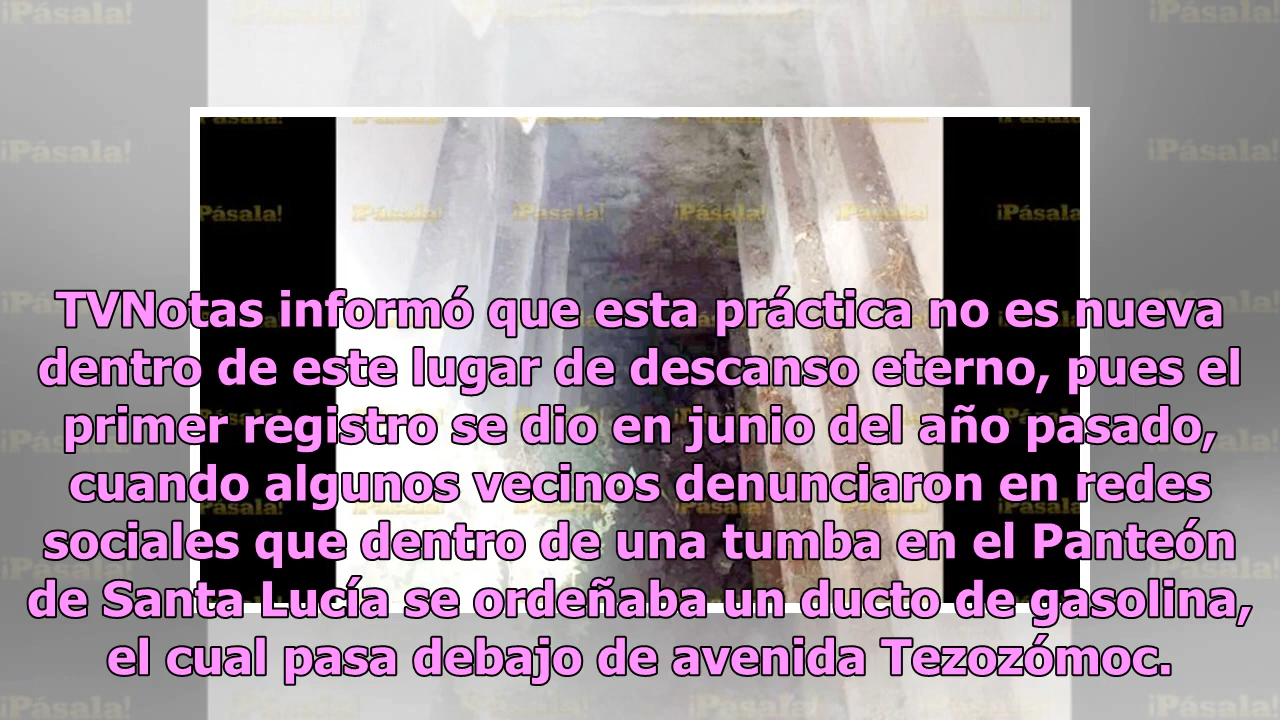 ¡Pásala!
TVNotas informó que esta práctica no es nueva
dentro de este lugar de descanso eterno, pues el
primer registro se dio en junio del año pasado,
cuando algunos vecinos denunciaron en redes
sociales que dentro de una tumba en el Panteón
de Santa Lucía se ordeñaba un ducto de gasolina,
el cual pasa debajo de avenida Tezozómoc.